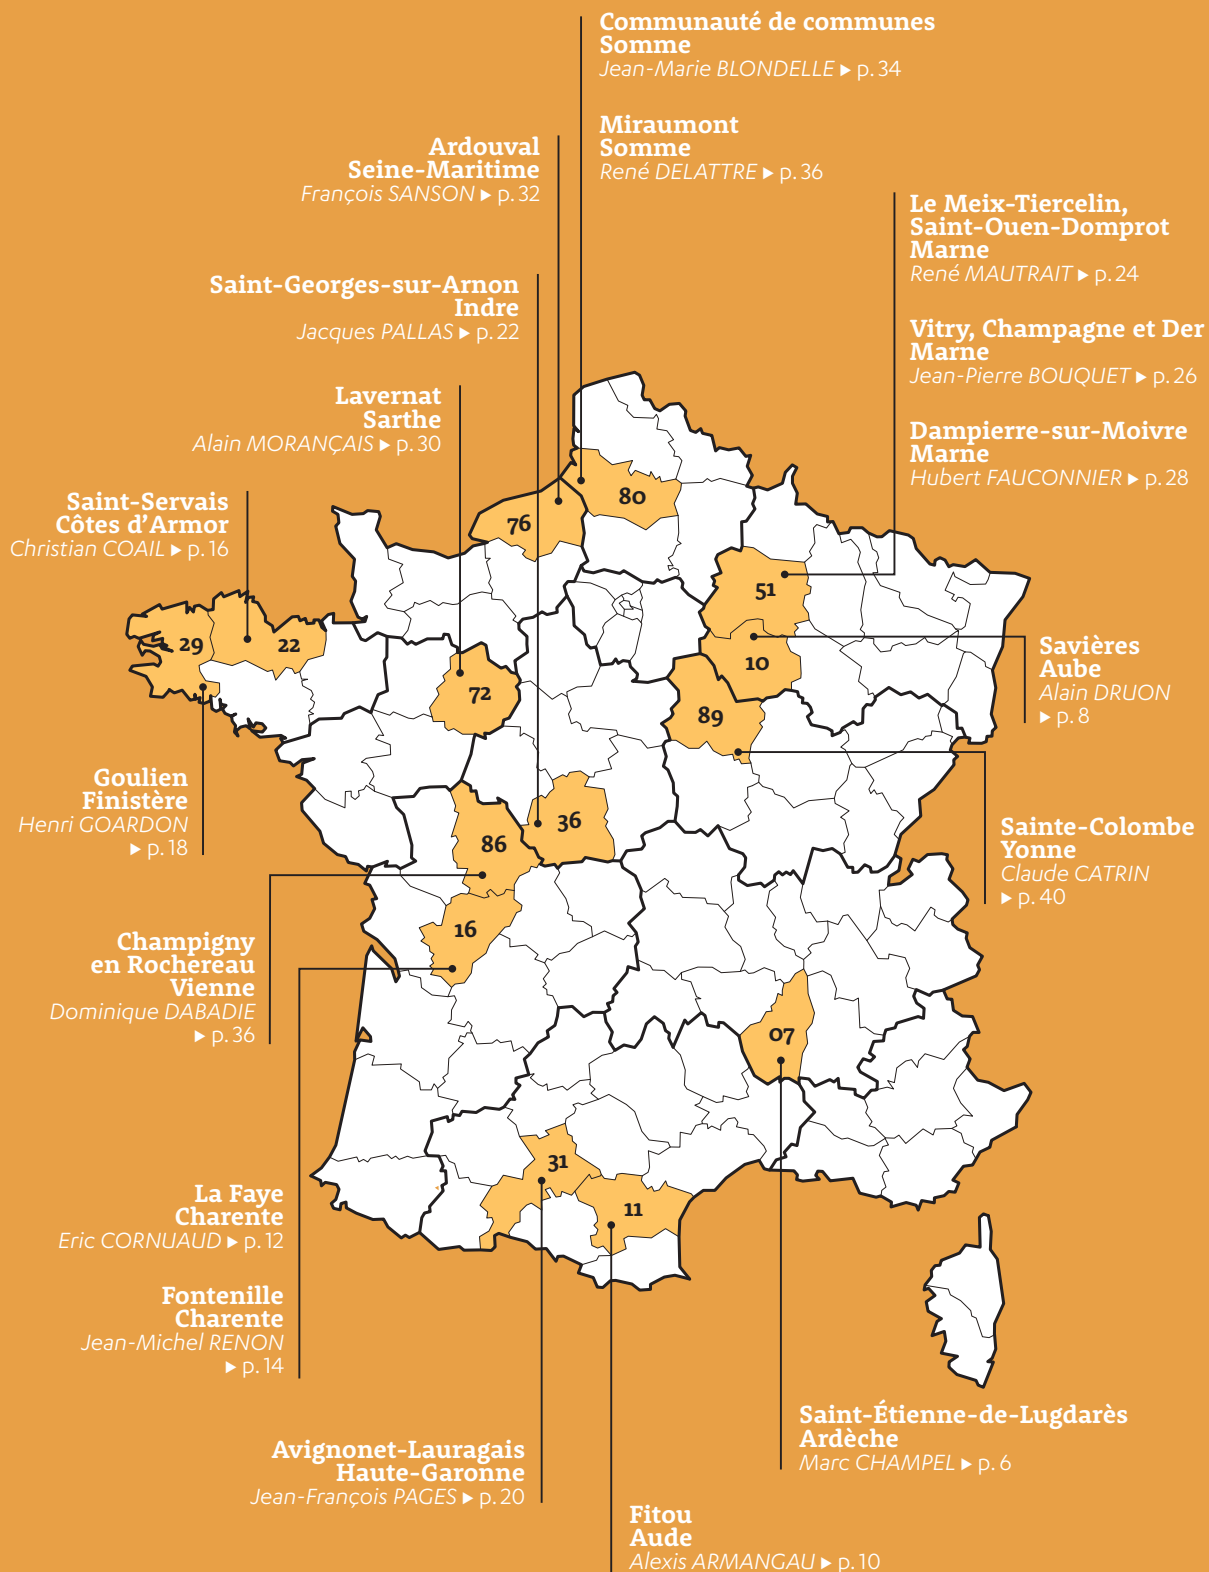 Communauté de communes
Somme
Jean-Marie BLONDELLE ▶ p. 34
Miraumont
Somme
René DELATTRE ▶ p. 36
Ardouval
Seine-Maritime
François SANSON ▶ p. 32
Le Meix-Tiercelin,
Saint-Ouen-Domprot
Marne
René MAUTRAIT ▶ p. 24
Saint-Georges-sur-Arnon
Indre
Jacques PALLAS ▶ p. 22
Vitry, Champagne et Der
Marne
Jean-Pierre BOUQUET ▶ p. 26
Lavernat
Sarthe
Alain MORANÇAIS ▶ p. 30
Dampierre-sur-Moivre
Marne
Hubert FAUCONNIER ▶ p. 28
Saint-Servais
Côtes d'Armor
Christian COAIL ▶ p. 16
80
76
51
29
22
10
72
89
Savières
Aube
Alain DRUON
▶ p. 8
Goulien
Finistère
Henri GOARDON
▶ p. 18
36
86
Sainte-Colombe
Yonne
Claude CATRIN
▶ p. 40
16
Champigny
en Rochereau
Vienne
Dominique DABADIE
▶ p. 36
07
31
11
La Faye
Charente
Eric CORNUAUD ▶ p. 12
Fontenille
Charente
Jean-Michel RENON
▶ p. 14
Saint-Étienne-de-Lugdarès
Ardèche
Marc CHAMPEL ▶ p. 6
Avignonet-Lauragais
Haute-Garonne
Jean-François PAGES ▶ p. 20
Fitou
Aude
Alexis ARMANGAU ▶ p. 10